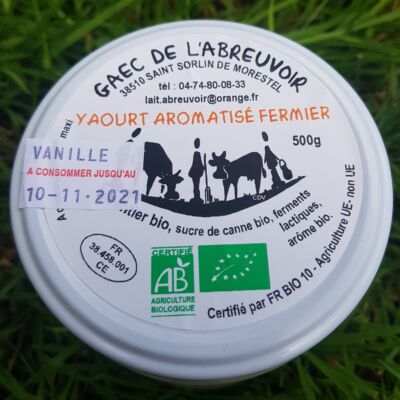 GAEC DE L'ABREUVOIR
38510 SAINT SORLIN DE MORESTEL
tél : 04-74-80-08-33
lait.abreuvoir@orange.fr
YAOURT AROMATISÉ FERMIER
maxi
500g
VANILLE
A CONSOMMER JUSQU'AU
10-11-2021
CDV
bio, sucre de canne bio, ferments
lactiques,
arôme bio.
FR
38.458.001
CE
CERTIFIÉ
AB
AGRICULTURE
BIOLOGIQUE
Certifié par FR BIO 10 - Agriculture UE- non UE